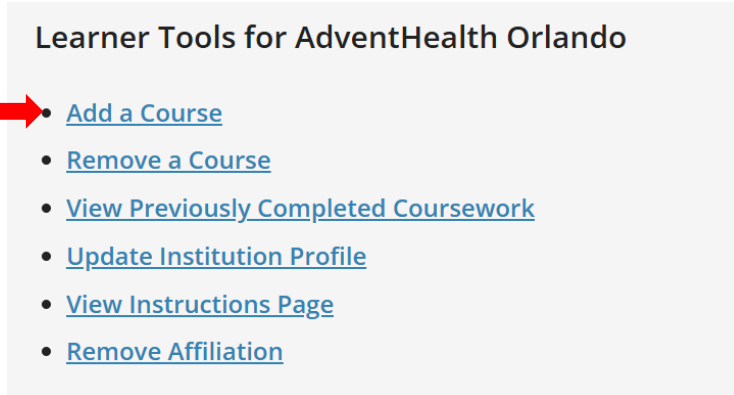 Learner Tools for AdventHealth Orlando
Add a Course
Remove a Course
View Previously Completed Coursework
Update Institution Profile
View Instructions Page
Remove Affiliation